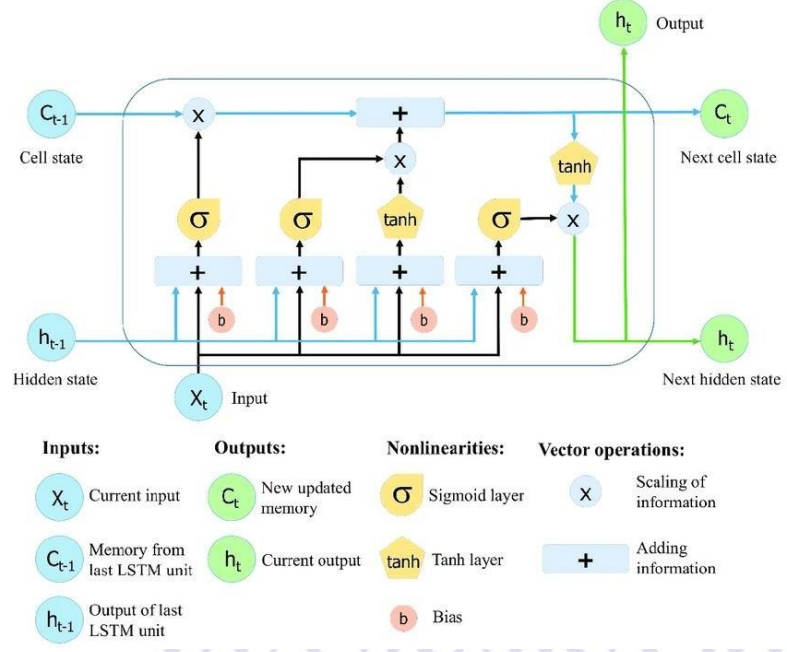 ht Output
Ct-1 x + Ct
Cell state Next cell state
x tanh
σ σ tanh σ x
+ + + +
b b b b
ht-1 ht
Hidden state Next hidden state
Xt Input
Inputs: Outputs: Nonlinearities: Vector operations:
Xt Current input
Ct-1 Memory from
last LSTM unit
ht-1 Output of last
LSTM unit
Ct New updated
memory
ht Current output
σ Sigmoid layer
tanh Tanh layer
b Bias
x Scaling of
information
+ Adding
information